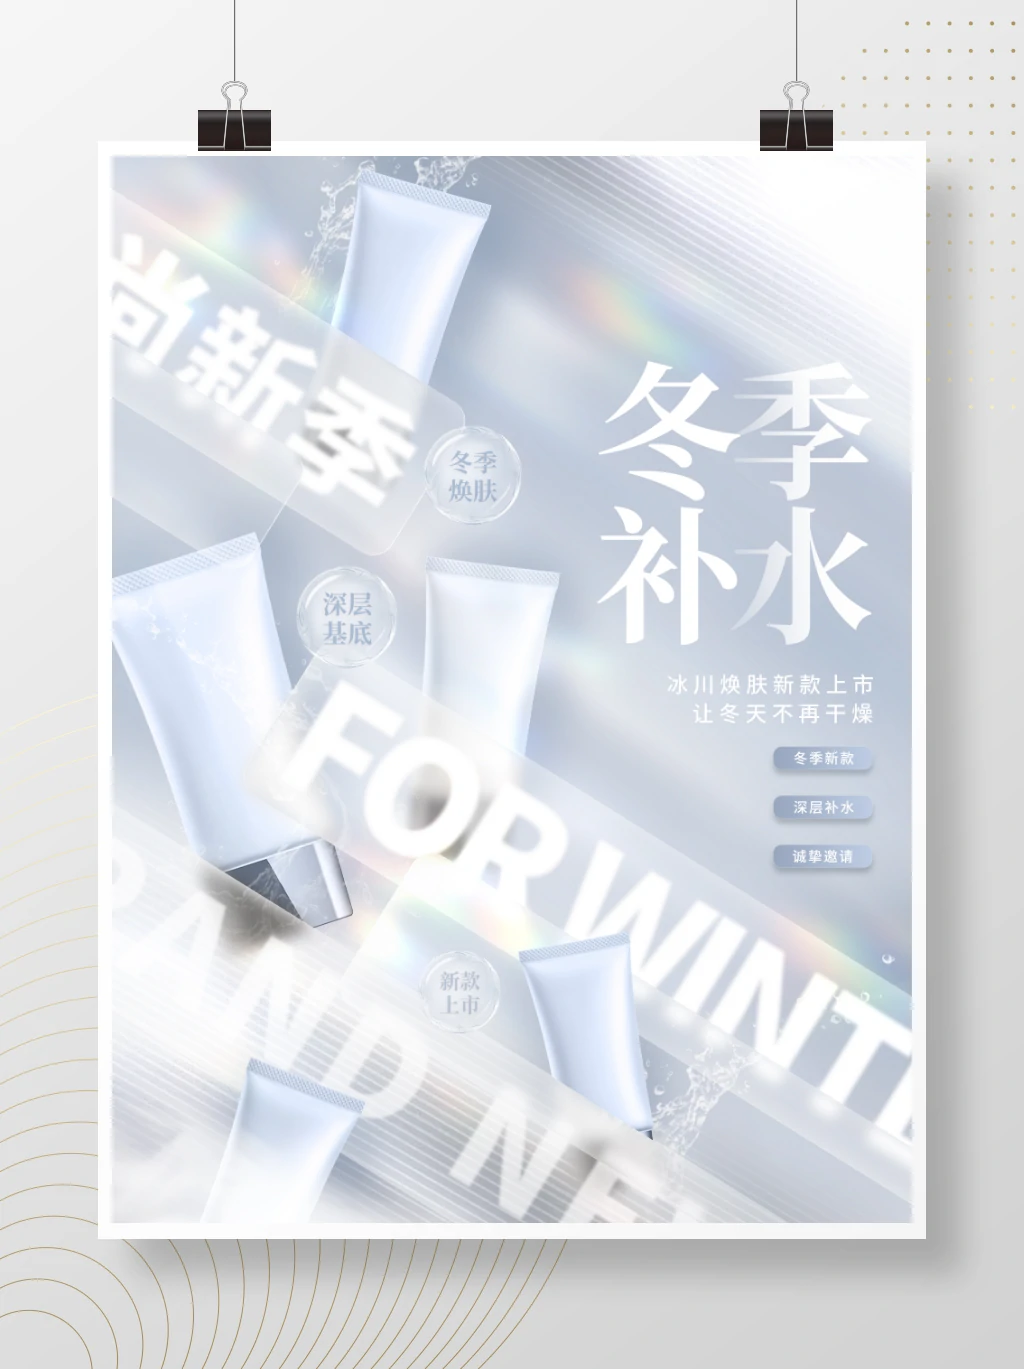 尚新季
冬季
焕肤
冬季
补水
深层
基底
冰川焕肤新款上市
让冬天不再干燥
冬季新款
深层补水
诚挚邀请
FOR WINT
新款
上市
AND NE